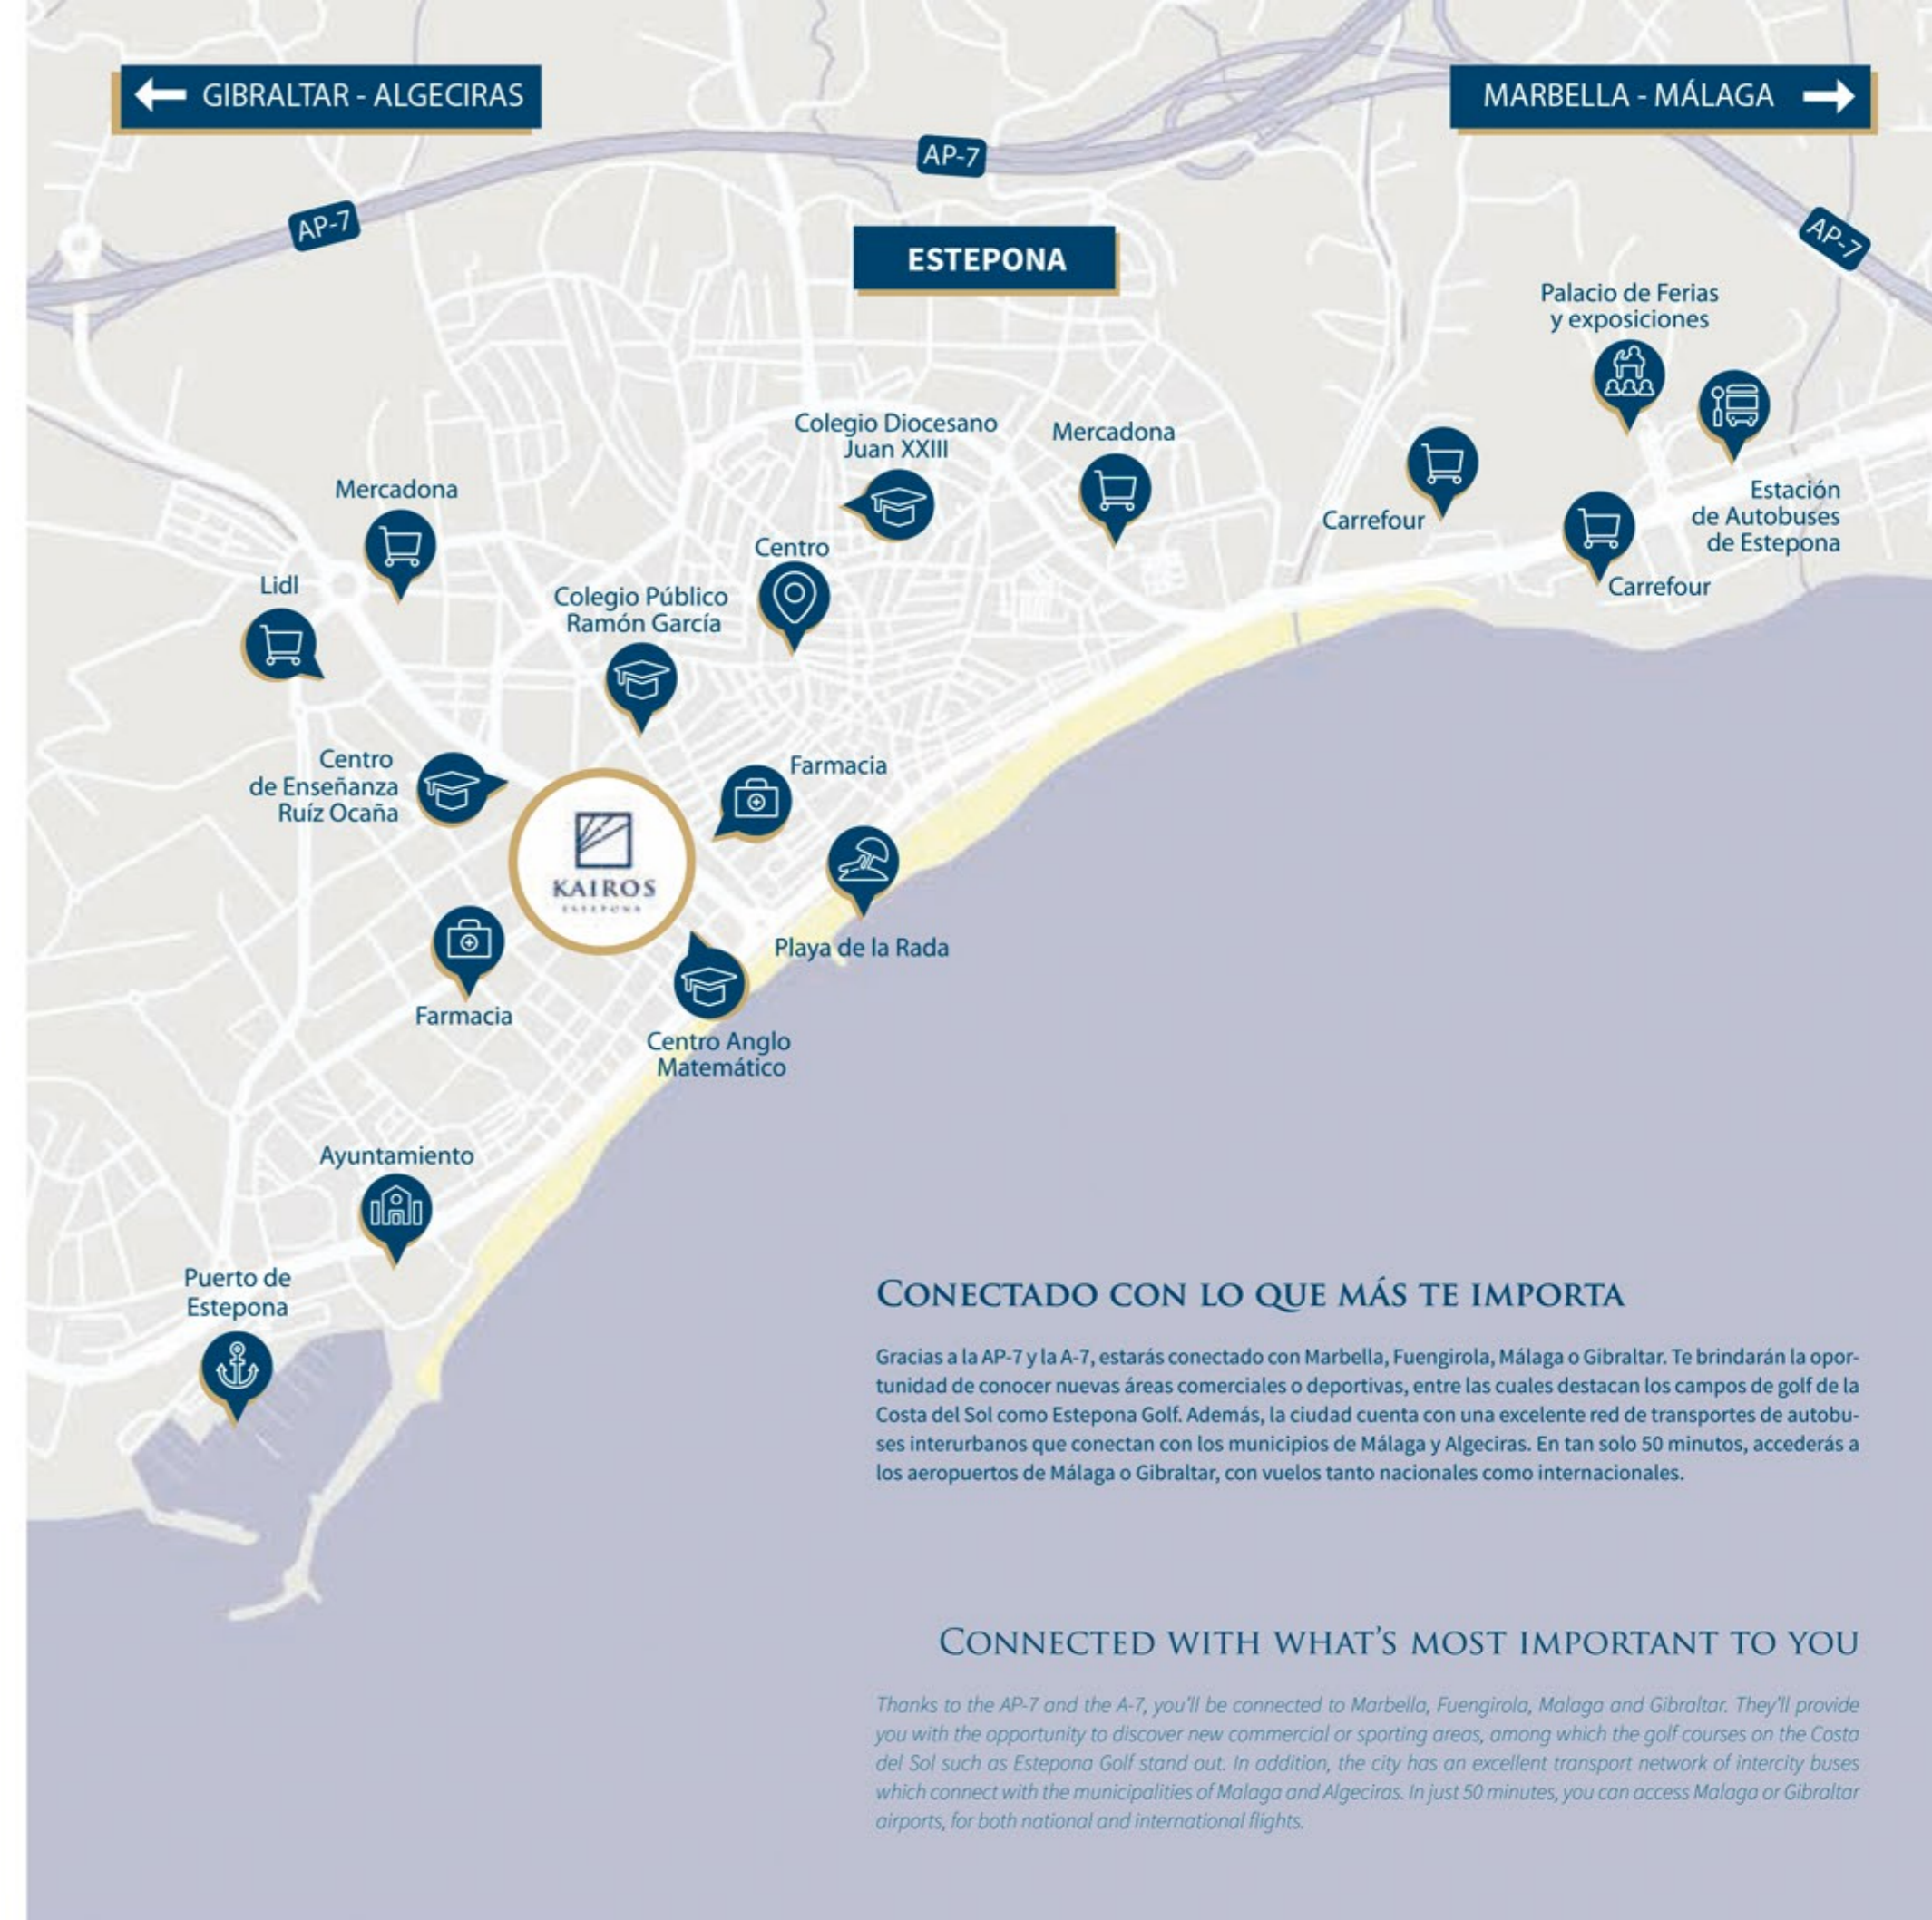 GIBRALTAR - ALGECIRAS
MARBELLA - MÁLAGA
AP-7
AP-7
AP-7
ESTEPONA
Palacio de Ferias
y exposiciones
Colegio Diocesano
Juan XXIII
Mercadona
Mercadona
Estación
de Autobuses
de Estepona
Carrefour
Carrefour
Centro
Lidl
Colegio Público
Ramón García
Centro
de Enseñanza
Ruíz Ocaña
Farmacia
KAIROS
ESTEPONA
Playa de la Rada
Farmacia
Centro Anglo
Matemático
Ayuntamiento
Puerto de
Estepona
CONECTADO CON LO QUE MÁS TE IMPORTA
Gracias a la AP-7 y la A-7, estarás conectado con Marbella, Fuengirola, Málaga o Gibraltar. Te brindarán la opor-
tunidad de conocer nuevas áreas comerciales o deportivas, entre las cuales destacan los campos de golf de la
Costa del Sol como Estepona Golf. Además, la ciudad cuenta con una excelente red de transportes de autobu-
ses interurbanos que conectan con los municipios de Málaga y Algeciras. En tan solo 50 minutos, accederás a
los aeropuertos de Málaga o Gibraltar, con vuelos tanto nacionales como internacionales.
CONNECTED WITH WHAT'S MOST IMPORTANT TO YOU
Thanks to the AP-7 and the A-7, you'll be connected to Marbella, Fuengirola, Malaga and Gibraltar. They'll provide
you with the opportunity to discover new commercial or sporting areas, among which the golf courses on the Costa
del Sol such as Estepona Golf stand out. In addition, the city has an excellent transport network of intercity buses
which connect with the municipalities of Malaga and Algeciras. In just 50 minutes, you can access Malaga or Gibraltar
airports, for both national and international flights.